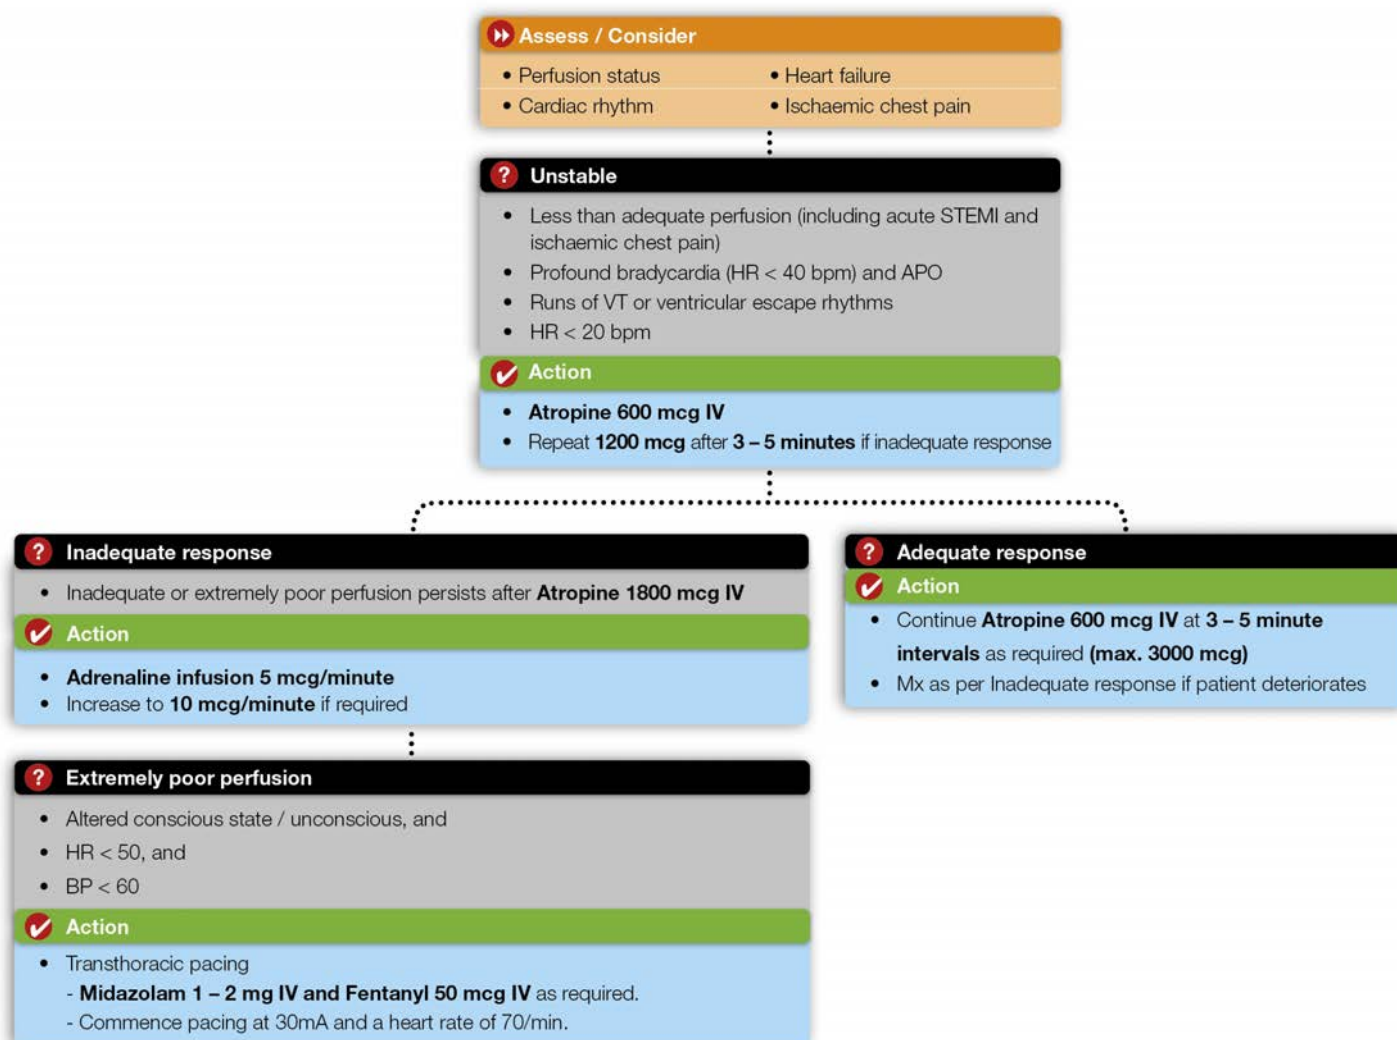 Assess / Consider
• Perfusion status
• Heart failure
• Cardiac rhythm
• Ischaemic chest pain
? Unstable
• Less than adequate perfusion (including acute STEMI and
ischaemic chest pain)
• Profound bradycardia (HR < 40 bpm) and APO
• Runs of VT or ventricular escape rhythms
• HR < 20 bpm
Action
• Atropine 600 mcg IV
• Repeat 1200 mcg after 3 – 5 minutes if inadequate response
? Inadequate response
• Inadequate or extremely poor perfusion persists after Atropine 1800 mcg IV
Action
• Adrenaline infusion 5 mcg/minute
• Increase to 10 mcg/minute if required
? Extremely poor perfusion
• Altered conscious state / unconscious, and
• HR < 50, and
• BP < 60
Action
• Transthoracic pacing
- Midazolam 1 – 2 mg IV and Fentanyl 50 mcg IV as required.
- Commence pacing at 30mA and a heart rate of 70/min.
? Adequate response
Action
• Continue Atropine 600 mcg IV at 3 – 5 minute
intervals as required (max. 3000 mcg)
• Mx as per Inadequate response if patient deteriorates